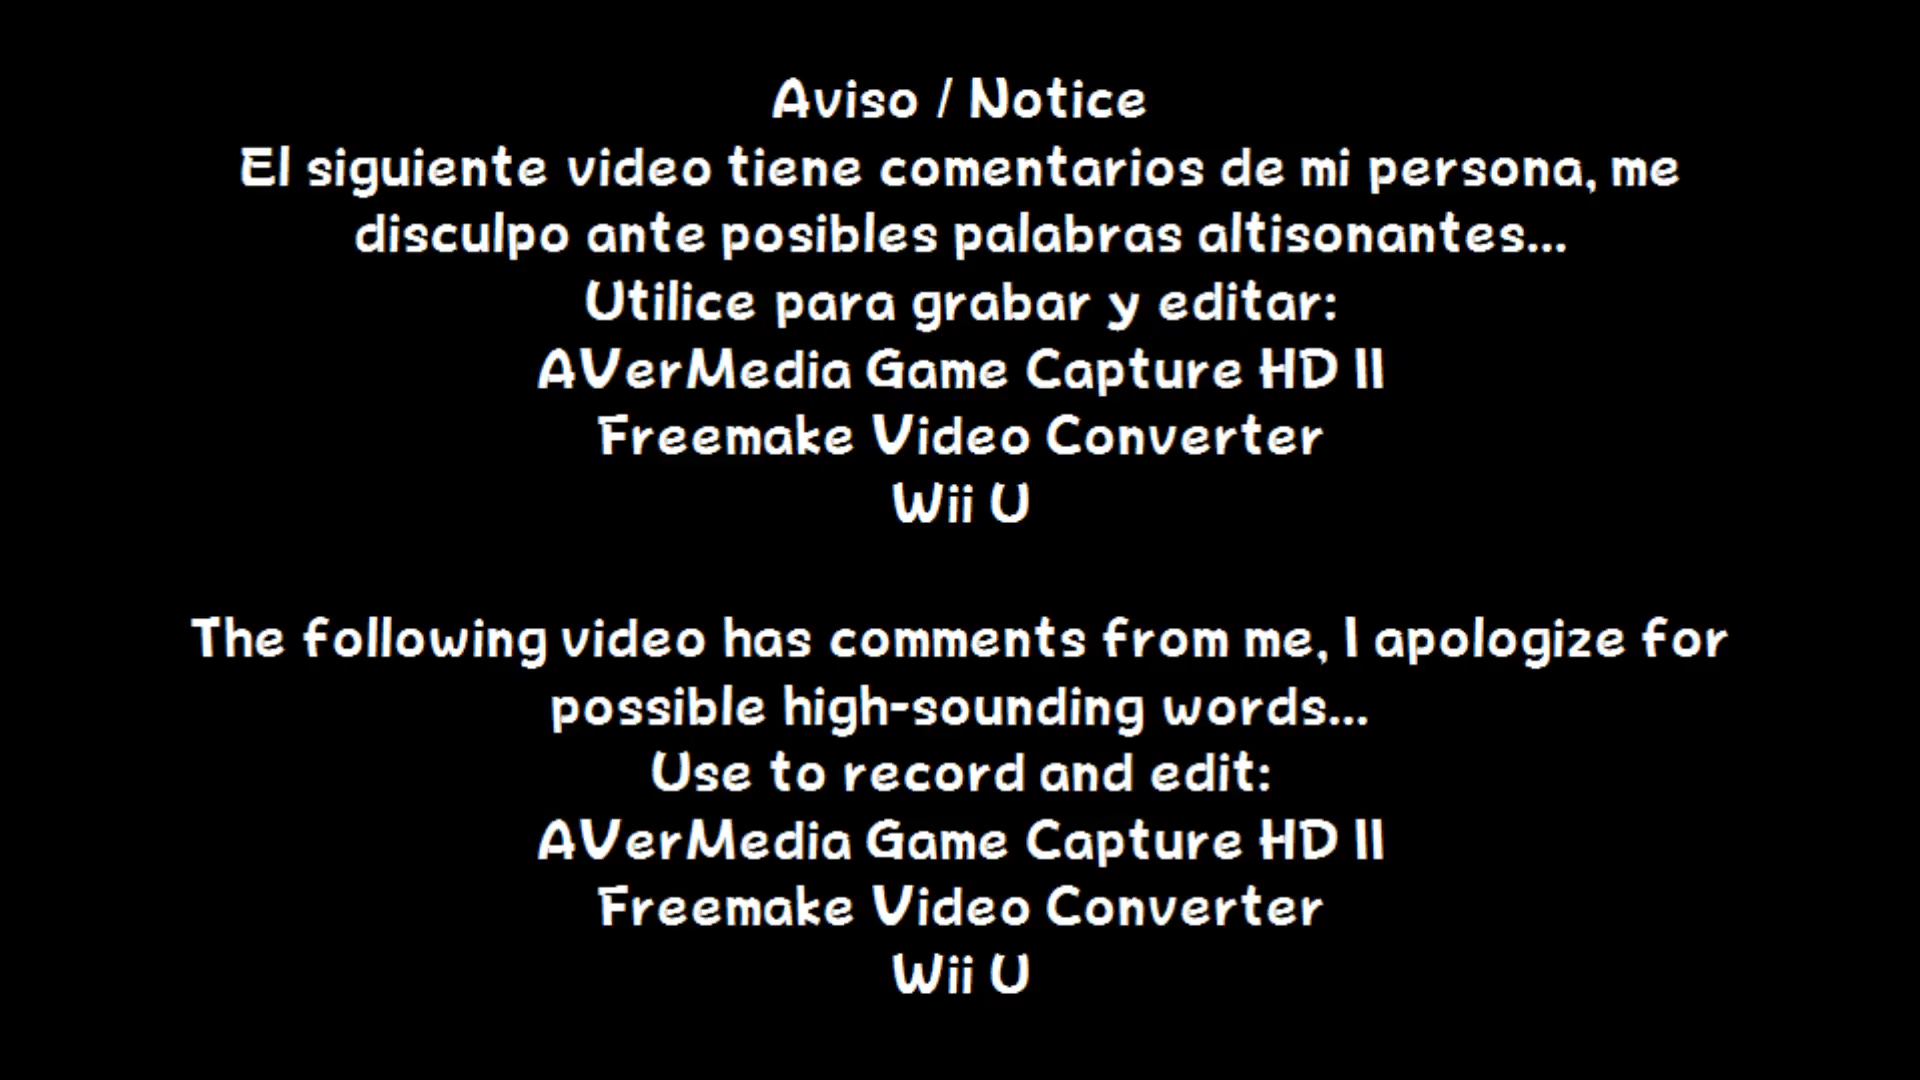 Aviso / Notice
El siguiente video tiene comentarios de mi persona, me
disculpo ante posibles palabras altisonantes...
Utilice para grabar y editar:
AVerMedia Game Capture HD II
Freemake Video Converter
Wii U
The following video has comments from me, I apologize for
possible high-sounding words...
Use to record and edit:
AVerMedia Game Capture HD II
Freemake Video Converter
Wii U